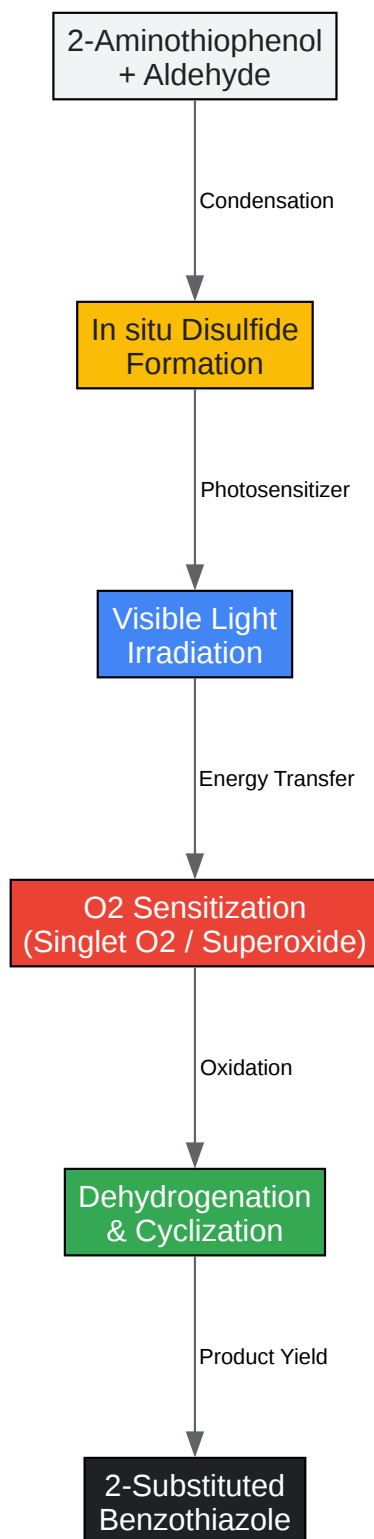 2-Aminothiophenol
+ Aldehyde
Condensation
In situ Disulfide
Formation
Photosensitizer
Visible Light
Irradiation
Energy Transfer
O2 Sensitization
(Singlet O2 / Superoxide)
Oxidation
Dehydrogenation
& Cyclization
Product Yield
2-Substituted
Benzothiazole